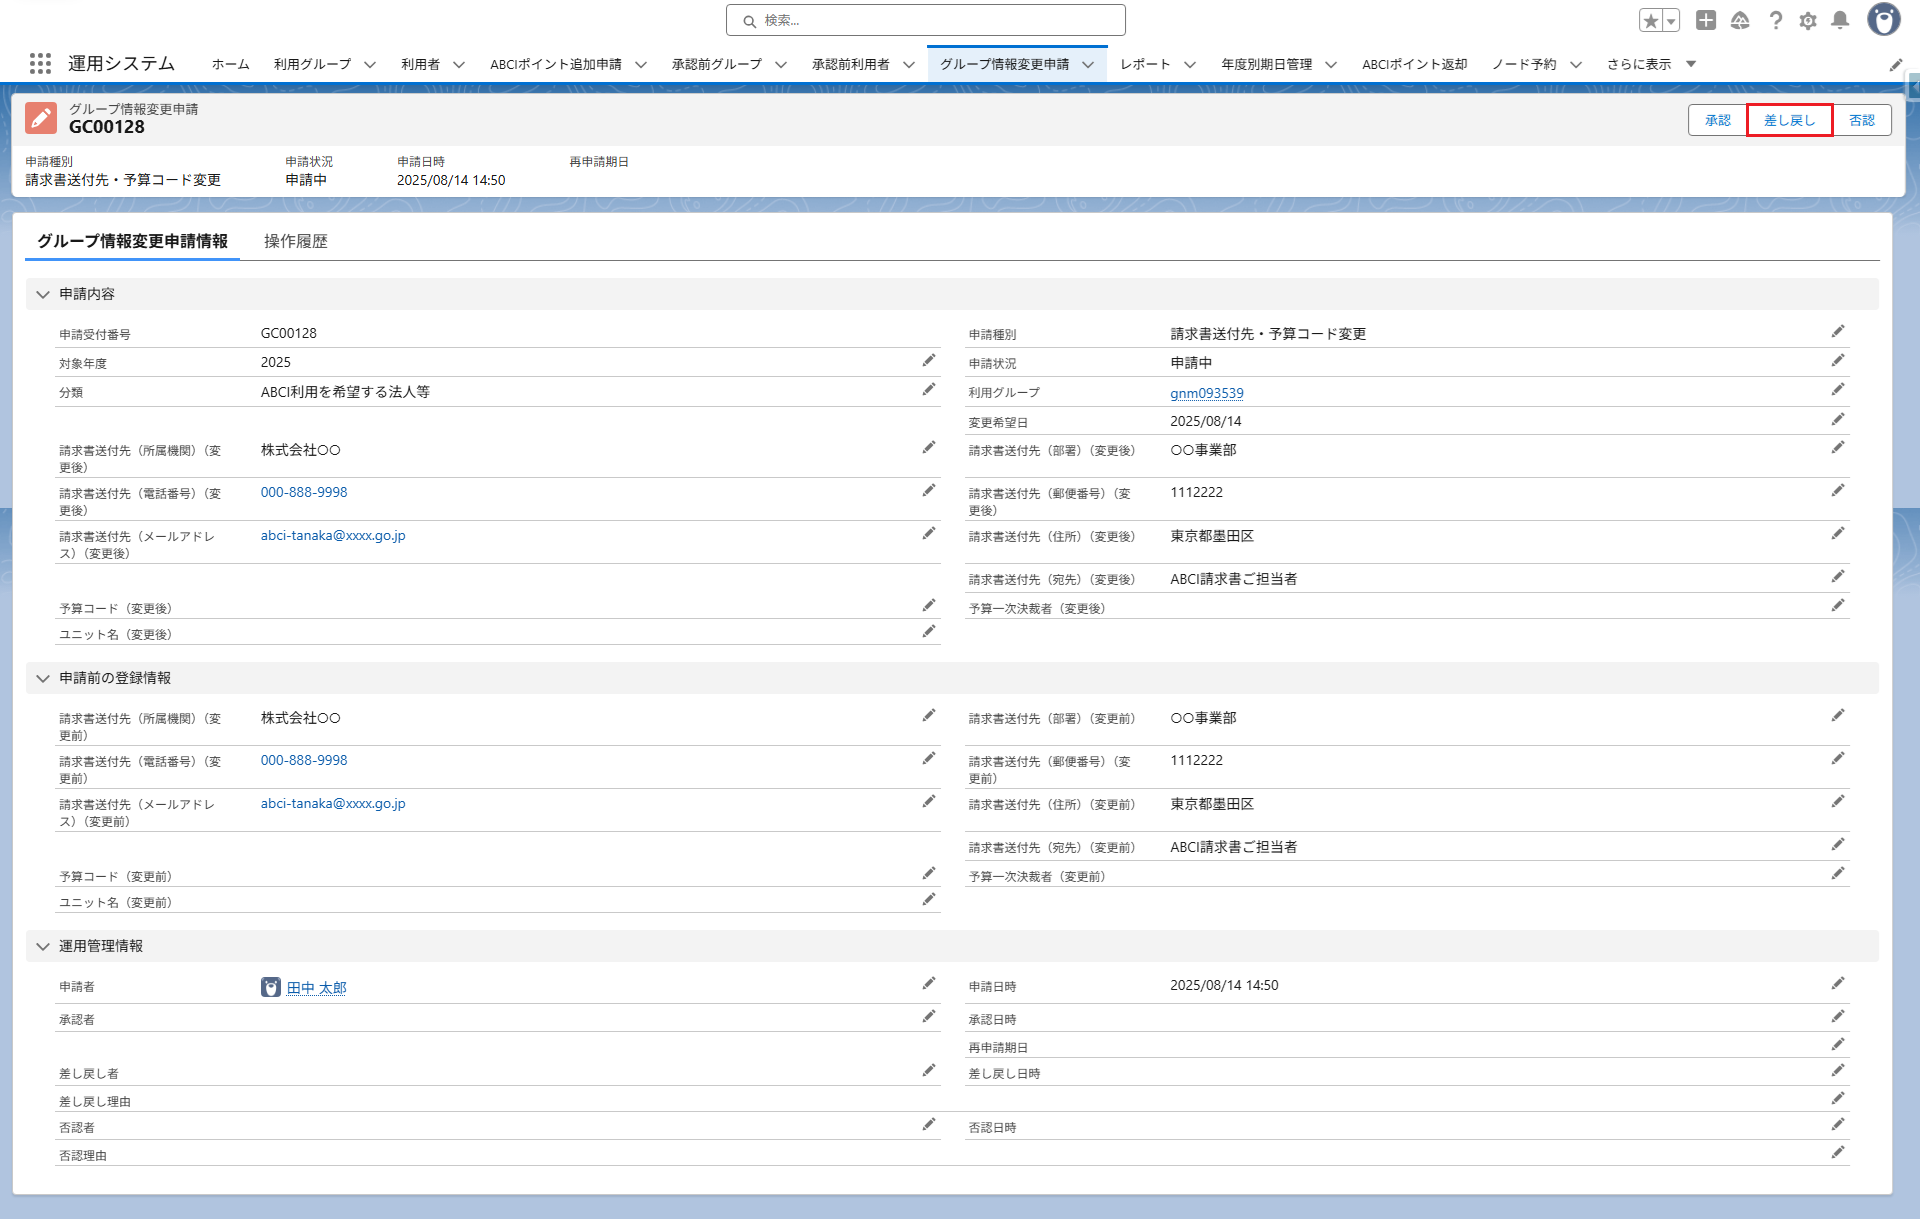 検索...
運用システム
ホーム 利用グループ 利用者 ABCIポイント追加申請 承認前グループ 承認前利用者 グループ情報変更申請 レポート 年度別期日管理 ABCIポイント返却 ノード予約 さらに表示
グループ情報変更申請
GC00128
承認 差し戻し 否認
申請種別 申請状況 申請日時 再申請期日
請求書送付先・予算コード変更 申請中 2025/08/14 14:50
グループ情報変更申請情報 操作履歴
申請内容
申請受付番号 GC00128 申請種別 請求書送付先・予算コード変更
対象年度 2025 申請状況 申請中
分類 ABCI利用を希望する法人等 利用グループ gnm093539
変更希望日 2025/08/14
請求書送付先（所属機関）（変 株式会社〇〇 請求書送付先（部署）（変更後） 〇〇事業部
更後）
請求書送付先（電話番号）（変 000-888-9998 請求書送付先（郵便番号）（変 1112222
更後） 更後）
請求書送付先（メールアドレ abci-tanaka@xxxx.go.jp 請求書送付先（住所）（変更後） 東京都墨田区
ス）（変更後）
請求書送付先（宛先）（変更後） ABCI請求書ご担当者
予算コード（変更後） 予算一次決裁者（変更後）
ユニット名（変更後）
申請前の登録情報
請求書送付先（所属機関）（変 株式会社〇〇 請求書送付先（部署）（変更前） 〇〇事業部
更前）
請求書送付先（電話番号）（変 000-888-9998 請求書送付先（郵便番号）（変 1112222
更前） 更前）
請求書送付先（メールアドレ abci-tanaka@xxxx.go.jp 請求書送付先（住所）（変更前） 東京都墨田区
ス）（変更前）
請求書送付先（宛先）（変更前） ABCI請求書ご担当者
予算コード（変更前） 予算一次決裁者（変更前）
ユニット名（変更前）
運用管理情報
申請者 田中 太郎 申請日時 2025/08/14 14:50
承認者 承認日時
再申請期日
差し戻し者 差し戻し日時
差し戻し理由
否認者 否認日時
否認理由